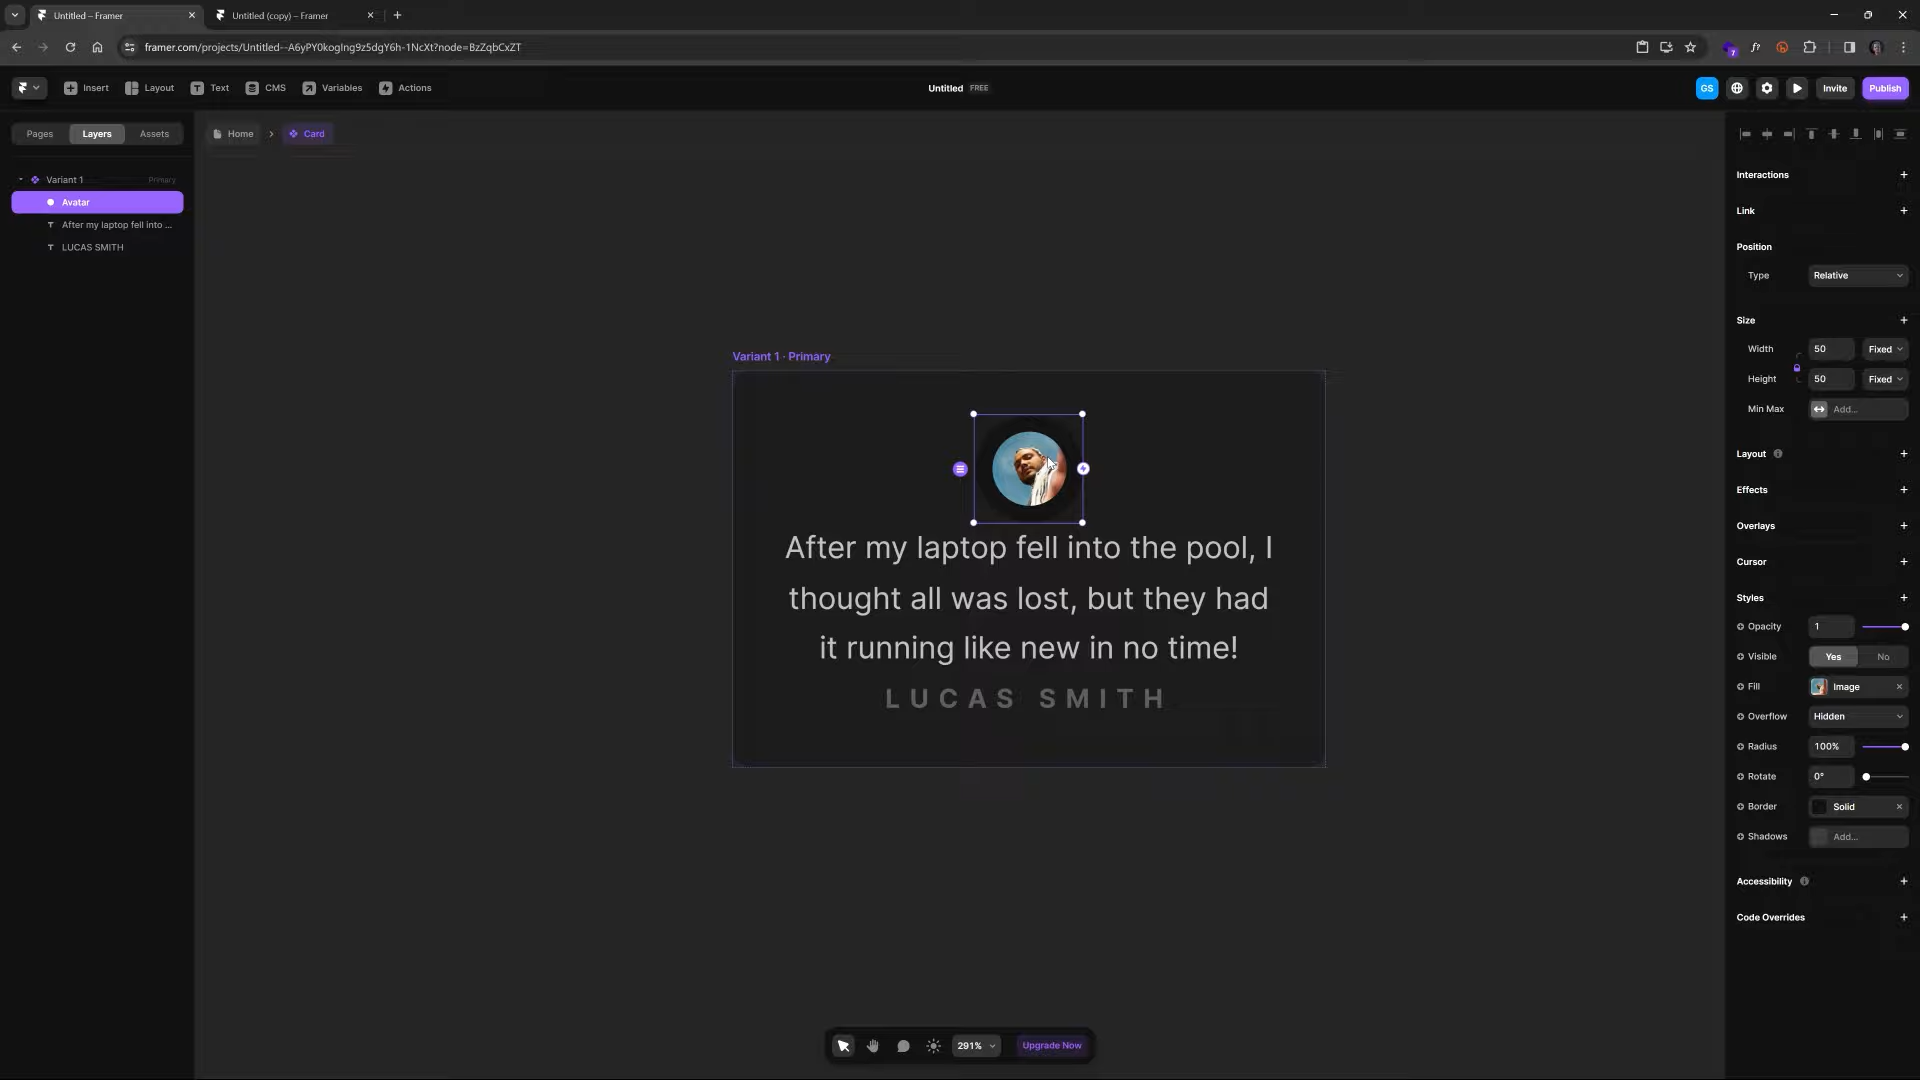 Untitled – Framer
Untitled (copy) – Framer
framer.com/projects/Untitled--A6yPY0kogIng9z5dgY6h-1NcXt?node=BzZqbCxZT
7
f?
Insert
Layout
Text
CMS
Variables
Actions
Untitled FREE
GS
Invite
Publish
Pages
Layers
Assets
Home
Card
Variant 1
Primary
Avatar
After my laptop fell into ...
LUCAS SMITH
Variant 1 · Primary
After my laptop fell into the pool, I
thought all was lost, but they had
it running like new in no time!
LUCAS SMITH
Interactions
Link
Position
Type Relative
Size
Width 50 Fixed
Height 50 Fixed
Min Max Add...
Layout
Effects
Overlays
Cursor
Styles
Opacity 1
Visible Yes No
Fill Image
Overflow Hidden
Radius 100%
Rotate 0°
Border Solid
Shadows Add...
Accessibility
Code Overrides
291%
Upgrade Now